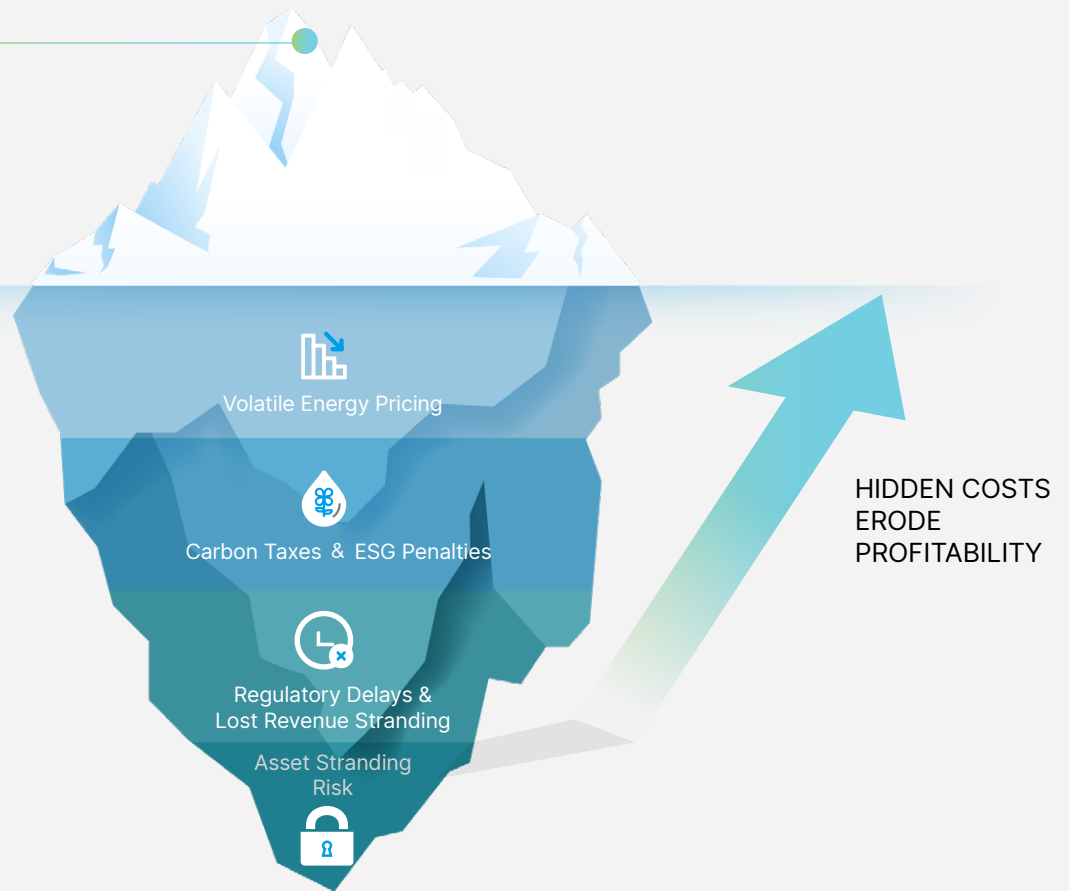 Volatile Energy Pricing
Carbon Taxes & ESG Penalties
HIDDEN COSTS
ERODE
PROFITABILITY
Regulatory Delays &
Lost Revenue Stranding
Asset Stranding
Risk